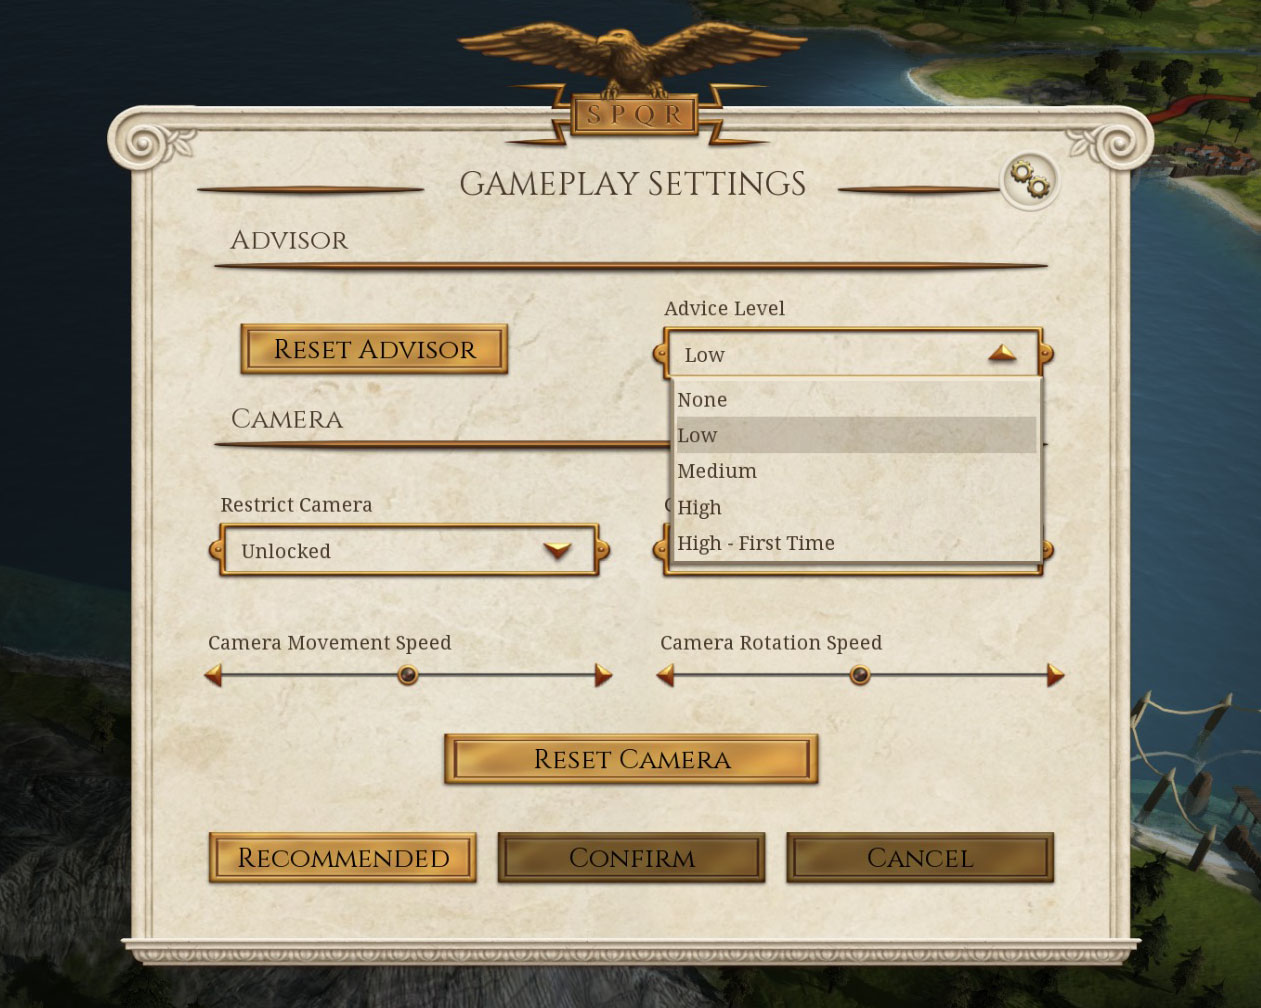 SPQR
GAMEPLAY SETTINGS
ADVISOR
Advice Level
RESET ADVISOR
Low
None
CAMERA
Low
Medium
Restrict Camera
High
Unlocked
High - First Time
Camera Movement Speed
Camera Rotation Speed
RESET CAMERA
RECOMMENDED
CONFIRM
CANCEL